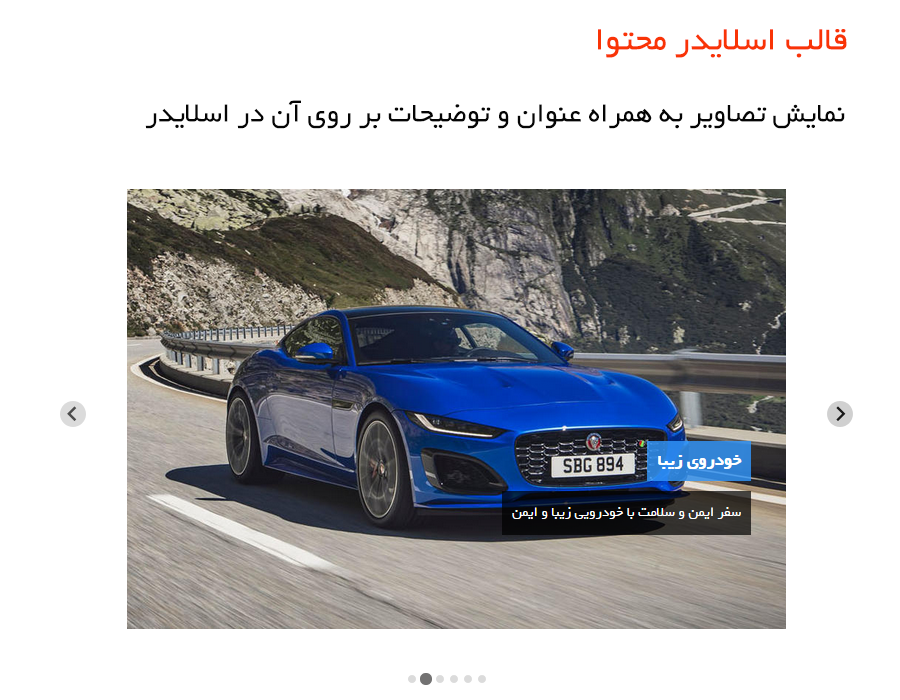 قالب اسلایدر محتوا
نمایش تصاویر به همراه عنوان و توضیحات بر روی آن در اسلایدر
SBG 894
خودروی زیبا
سفر ایمن و سلامت با خودرویی زیبا و ایمن